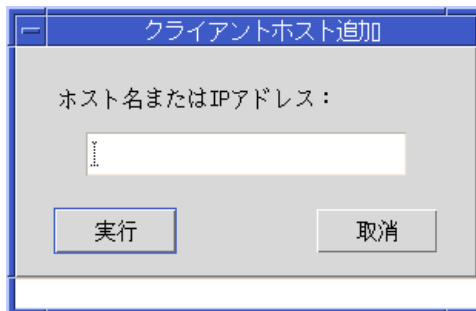 クライアントホスト追加
ホスト名またはIPアドレス：
実行
取消